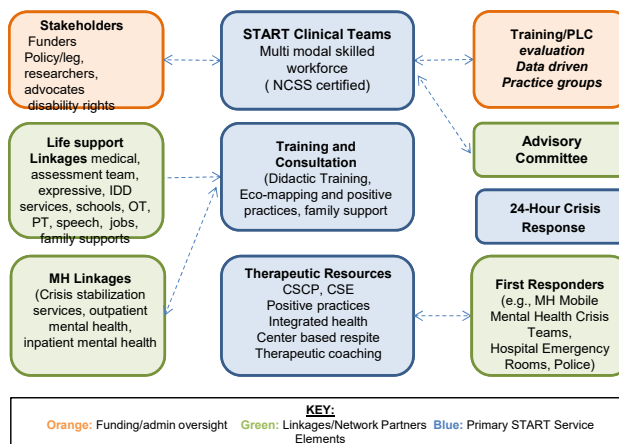 Stakeholders
Funders
Policy/leg,
researchers,
advocates
disability rights
START Clinical Teams
Multi modal skilled
workforce
( NCSS certified)
Training/PLC
evaluation
Data driven
Practice groups
Life support
Linkages medical,
assessment team,
expressive, IDD
services, schools, OT,
PT, speech, jobs,
family supports
Training and
Consultation
(Didactic Training,
Eco-mapping and positive
practices, family support
Advisory
Committee
24-Hour Crisis
Response
MH Linkages
(Crisis stabilization
services, outpatient
mental health,
inpatient mental health)
Therapeutic Resources
CSCP, CSE
Positive practices
Integrated health
Center based respite
Therapeutic coaching
First Responders
(e.g., MH Mobile
Mental Health Crisis
Teams,
Hospital Emergency
Rooms, Police)
KEY:
Orange: Funding/admin oversight Green: Linkages/Network Partners Blue: Primary START Service
Elements